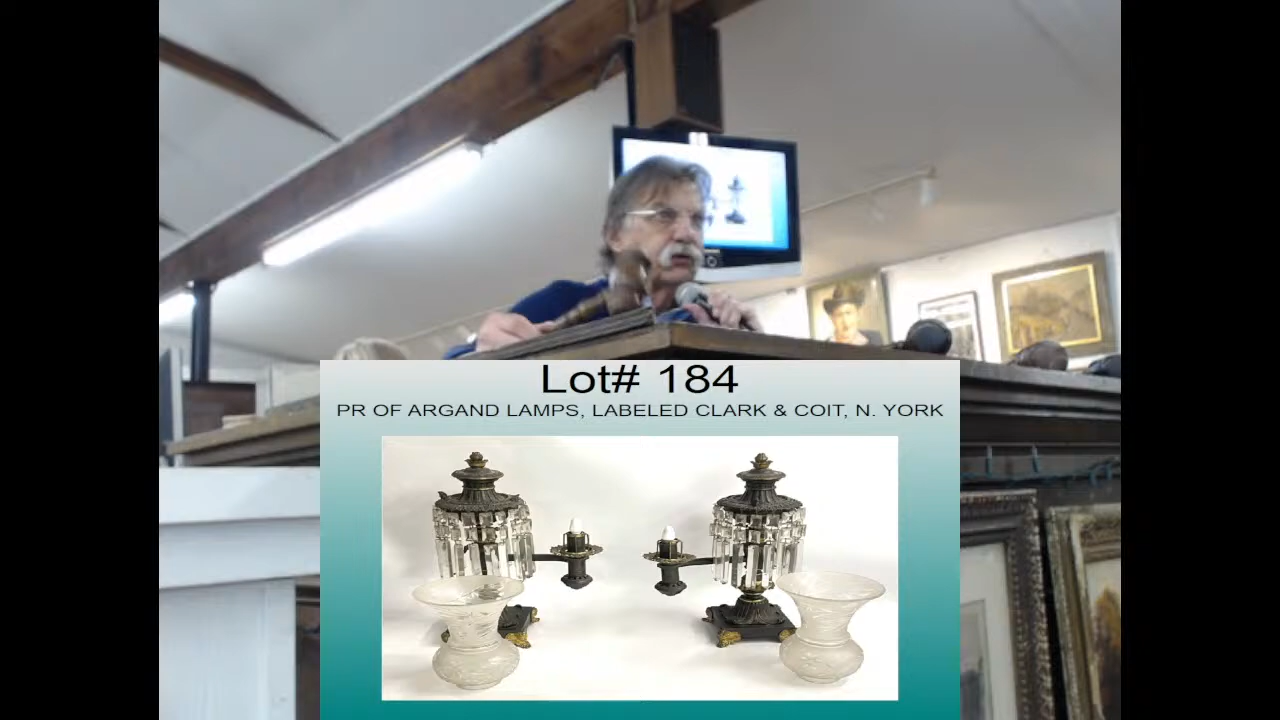 Lot# 184
PR OF ARGAND LAMPS, LABELED CLARK & COIT, N. YORK